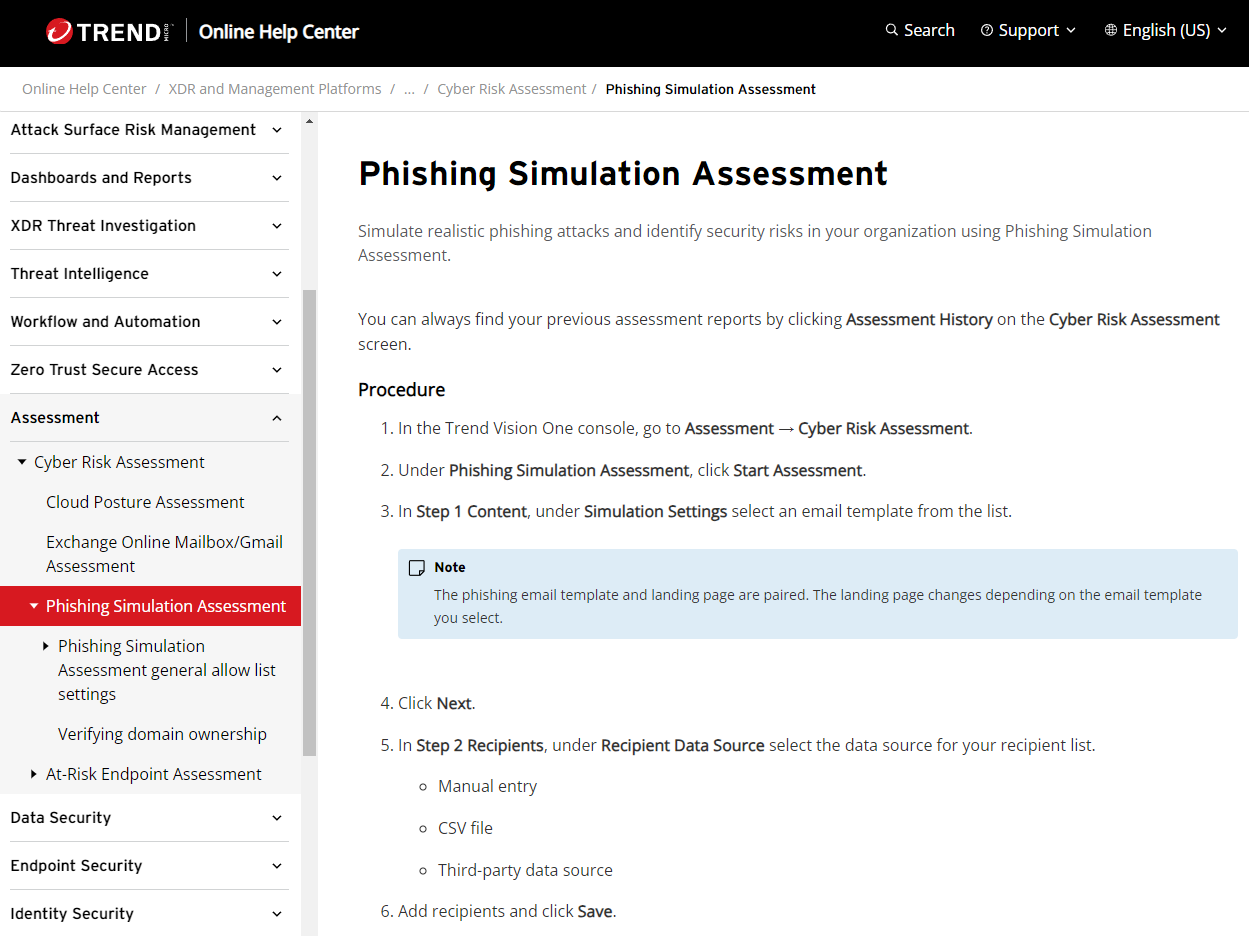 TREND MICRO Online Help Center
Search Support English (US)
Online Help Center / XDR and Management Platforms / ... / Cyber Risk Assessment / Phishing Simulation Assessment
Attack Surface Risk Management
Dashboards and Reports
XDR Threat Investigation
Threat Intelligence
Workflow and Automation
Zero Trust Secure Access
Assessment
Cyber Risk Assessment
Cloud Posture Assessment
Exchange Online Mailbox/Gmail
Assessment
Phishing Simulation Assessment
Phishing Simulation
Assessment general allow list
settings
Verifying domain ownership
At-Risk Endpoint Assessment
Data Security
Endpoint Security
Identity Security
Phishing Simulation Assessment
Simulate realistic phishing attacks and identify security risks in your organization using Phishing Simulation
Assessment.
You can always find your previous assessment reports by clicking Assessment History on the Cyber Risk Assessment
screen.
Procedure
1. In the Trend Vision One console, go to Assessment → Cyber Risk Assessment.
2. Under Phishing Simulation Assessment, click Start Assessment.
3. In Step 1 Content, under Simulation Settings select an email template from the list.
Note
The phishing email template and landing page are paired. The landing page changes depending on the email template
you select.
4. Click Next.
5. In Step 2 Recipients, under Recipient Data Source select the data source for your recipient list.
Manual entry
CSV file
Third-party data source
6. Add recipients and click Save.